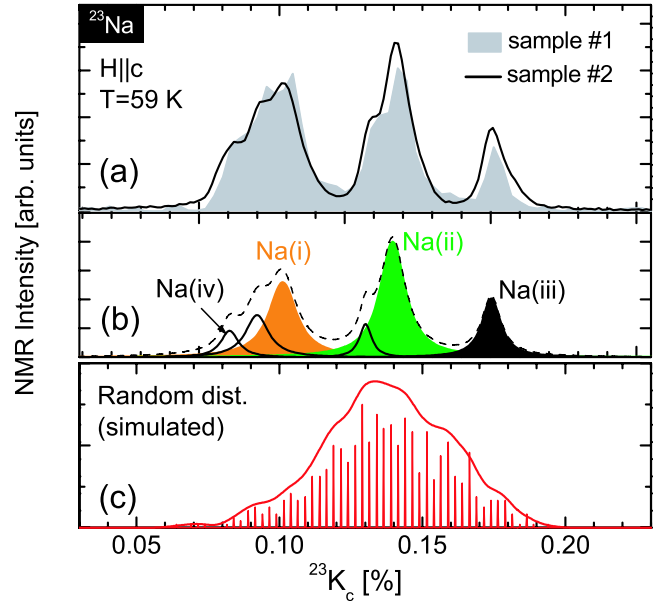 ²³Na
H||c
T=59 K
sample #1
sample #2
(a)
NMR Intensity [arb. units]
Na(i)
Na(ii)
Na(iii)
Na(iv)
(b)
Random dist.
(simulated)
(c)
0.05 0.10 0.15 0.20
²³K_c [%]